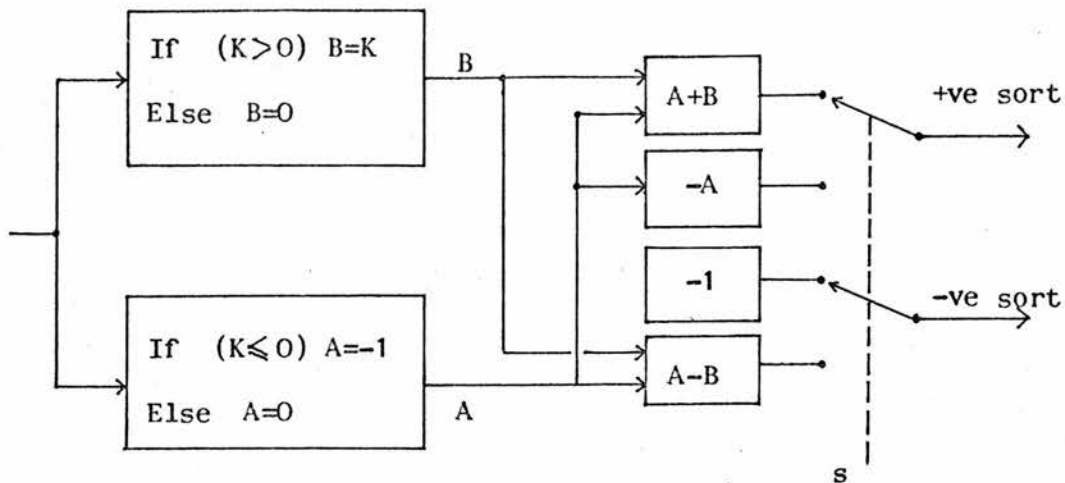 If (K>0) B=K
Else B=0
B
A+B
+ve sort
-A
-1
-ve sort
If (K⩽0) A=-1
Else A=0
A
A-B
s